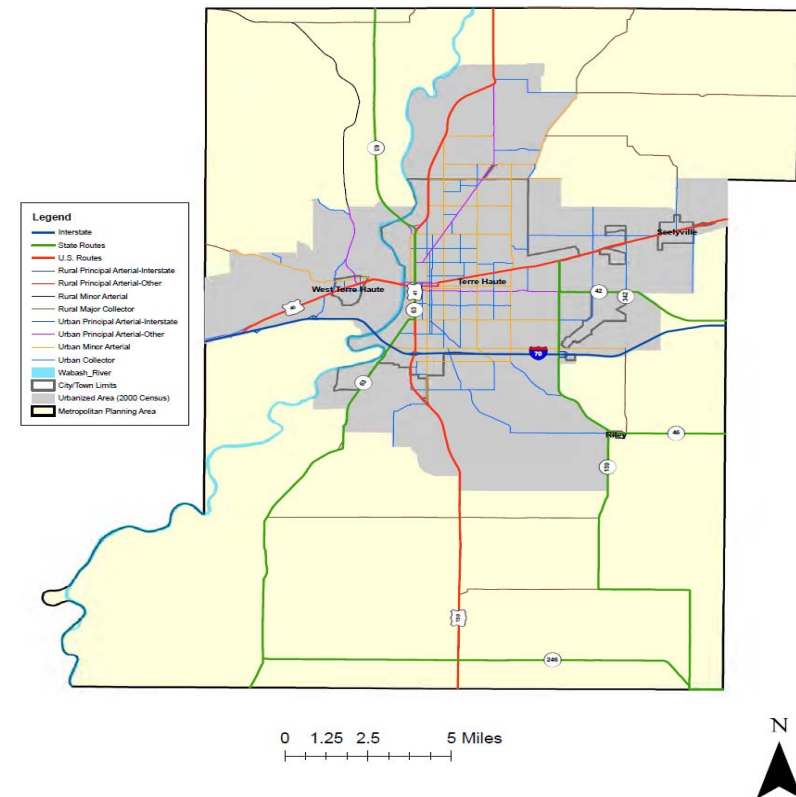 63
Legend
Interstate
State Routes
U.S. Routes
Rural Principal Arterial-Interstate
Rural Principal Arterial-Other
Rural Minor Arterial
Rural Major Collector
Urban Principal Arterial-Interstate
Urban Principal Arterial-Other
Urban Minor Arterial
Urban Collector
Wabash_River
City/Town Limits
Urbanized Area (2000 Census)
Metropolitan Planning Area
Seelyville
Terre Haute
West Terre Haute
41
42
342
40
63
70
63
Riley
46
159
150
246
0 1.25 2.5 5 Miles
N